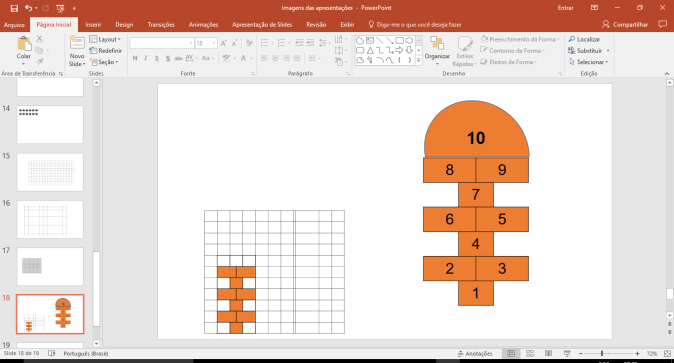 Imagens das apresentações - PowerPoint
Entrar
Arquivo Página Inicial Inserir Design Transições Animações Apresentação de Slides Revisão Exibir Diga-me o que você deseja fazer Compartilhar
Colar
Novo Slide
Layout
Redefinir
Seção
18
Organizar
Estilos Rápidos
Preenchimento da Forma
Contorno da Forma
Efeitos de Forma
Localizar
Substituir
Selecionar
Área de Transferência Slides Fonte Parágrafo Desenho Edição
14
15
16
17
18
19
10
8 9
7
6 5
4
2 3
1
Slide 18 de 19 Português (Brasil) Anotações 72%